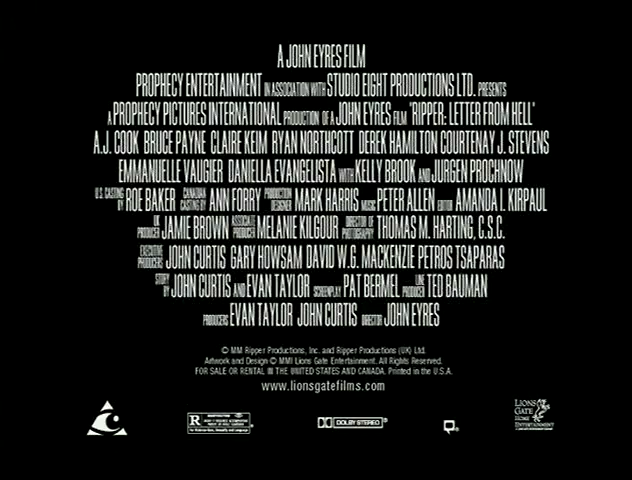 A JOHN EYRES FILM
PROPHECY ENTERTAINMENT IN ASSOCIATION WITH STUDIO EIGHT PRODUCTIONS LTD. PRESENTS
A PROPHECY PICTURES INTERNATIONAL PRODUCTION OF A JOHN EYRES FILM "RIPPER: LETTER FROM HELL"
A.J. COOK BRUCE PAYNE CLAIRE KEIM RYAN NORTHCOTT DEREK HAMILTON COURTENAY J. STEVENS
EMMANUELLE VAUGIER DANIELLA EVANGELISTA WITH KELLY BROOK AND JURGEN PROCHNOW
U.S. CASTING BY ROE BAKER CANADIAN CASTING BY ANN FORRY PRODUCTION DESIGNER MARK HARRIS MUSIC PETER ALLEN EDITOR AMANDA I. KIRPAUL
UK PRODUCER JAMIE BROWN ASSOCIATE PRODUCER MELANIE KILGOUR DIRECTOR OF PHOTOGRAPHY THOMAS M. HARTING, C.S.C.
EXECUTIVE PRODUCERS JOHN CURTIS GARY HOWSAM DAVID W.G. MACKENZIE PETROS TSAPARAS
STORY BY JOHN CURTIS AND EVAN TAYLOR SCREENPLAY PAT BERMEL LINE PRODUCER TED BAUMAN
PRODUCERS EVAN TAYLOR JOHN CURTIS DIRECTOR JOHN EYRES
© MM Ripper Productions, Inc. and Ripper Productions (UK) Ltd.
Artwork and Design © MMI Lions Gate Entertainment. All Rights Reserved.
FOR SALE OR RENTAL IN THE UNITED STATES AND CANADA. Printed in the U.S.A.
www.lionsgatefilms.com
R RESTRICTED
DOLBY STEREO
LIONS
GATE
HOME
ENTERTAINMENT